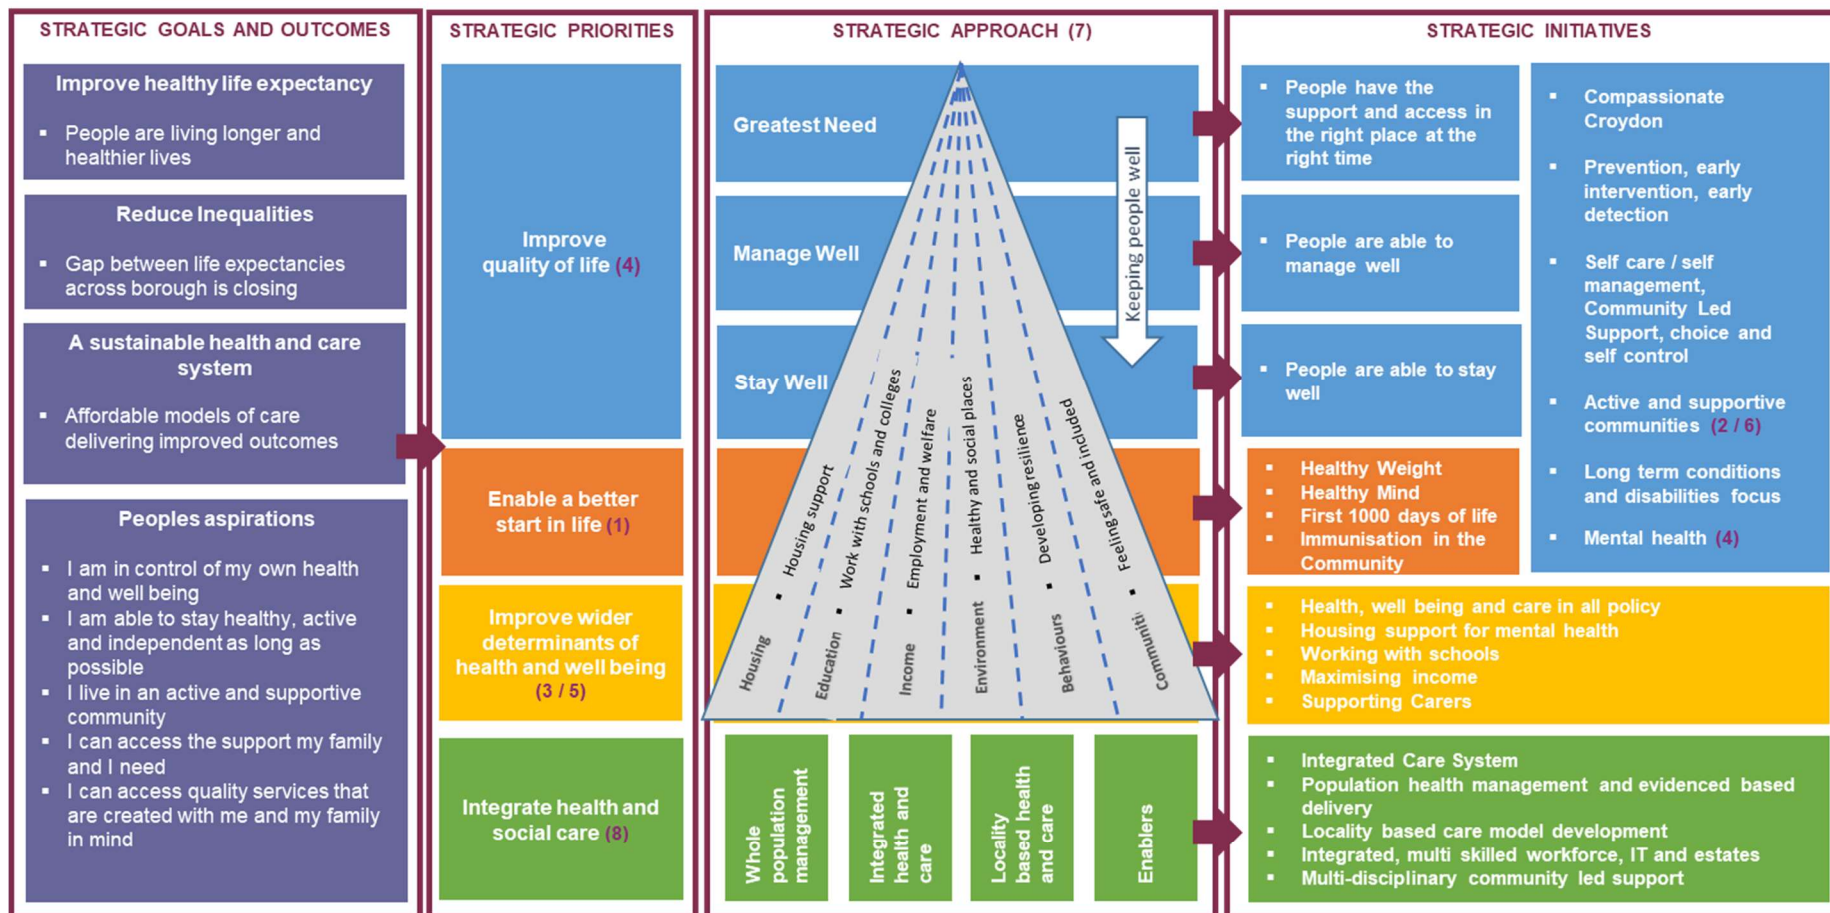 STRATEGIC GOALS AND OUTCOMES
Improve healthy life expectancy
▪ People are living longer and
healthier lives
Reduce Inequalities
▪ Gap between life expectancies
across borough is closing
A sustainable health and care
system
▪ Affordable models of care
delivering improved outcomes
Peoples aspirations
▪ I am in control of my own health
and well being
▪ I am able to stay healthy, active
and independent as long as
possible
▪ I live in an active and supportive
community
▪ I can access the support my family
and I need
▪ I can access quality services that
are created with me and my family
in mind
STRATEGIC PRIORITIES
Improve
quality of life (4)
Enable a better
start in life (1)
Improve wider
determinants of
health and well being
(3 / 5)
Integrate health and
social care (8)
STRATEGIC APPROACH (7)
Greatest Need
Manage Well
Stay Well
Keeping people well
▪ Housing support
▪ Work with schools and colleges
▪ Employment and welfare
▪ Healthy and social places
▪ Developing resilience
▪ Feeling safe and included
Housing
Education
Income
Environment
Behaviours
Communiti
Whole
population
management
Integrated
health and
care
Locality
based health
and care
Enablers
STRATEGIC INITIATIVES
▪ People have the
support and access in
the right place at the
right time
▪ People are able to
manage well
▪ People are able to stay
well
▪ Healthy Weight
▪ Healthy Mind
▪ First 1000 days of life
▪ Immunisation in the
Community
▪ Compassionate
Croydon
▪ Prevention, early
intervention, early
detection
▪ Self care / self
management,
Community Led
Support, choice and
self control
▪ Active and supportive
communities (2 / 6)
▪ Long term conditions
and disabilities focus
▪ Mental health (4)
▪ Health, well being and care in all policy
▪ Housing support for mental health
▪ Working with schools
▪ Maximising income
▪ Supporting Carers
▪ Integrated Care System
▪ Population health management and evidenced based
delivery
▪ Locality based care model development
▪ Integrated, multi skilled workforce, IT and estates
▪ Multi-disciplinary community led support